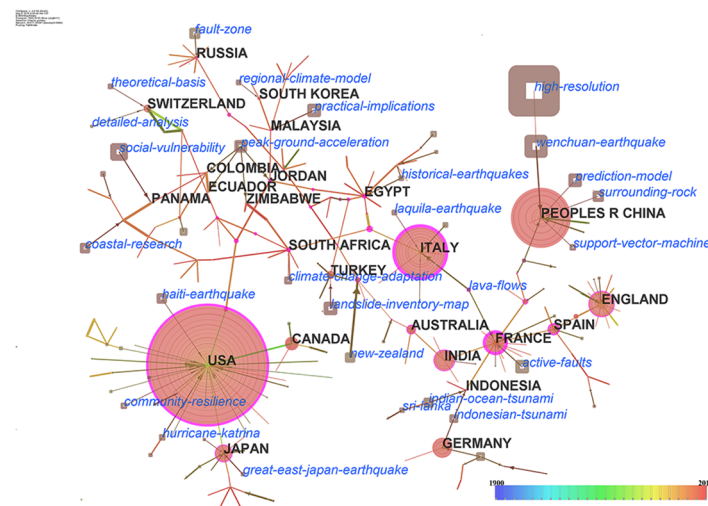 fault-zone
RUSSIA
theoretical-basis
regional-climate-model
high-resolution
SOUTH KOREA
SWITZERLAND
practical-implications
detailed-analysis
MALAYSIA
social-vulnerability
peak-ground-acceleration
wenchuan-earthquake
COLOMBIA
JORDAN
historical-earthquakes
prediction-model
ECUADOR
EGYPT
surrounding-rock
PANAMA
ZIMBABWE
laquila-earthquake
PEOPLES R CHINA
coastal-research
SOUTH AFRICA
ITALY
support-vector-machine
TURKEY
climate-change-adaptation
lava-flows
haiti-earthquake
landslide-inventory-map
ENGLAND
AUSTRALIA
SPAIN
CANADA
FRANCE
new-zealand
INDIA
USA
active-faults
INDONESIA
community-resilience
indian-ocean-tsunami
sri-lanka
indonesian-tsunami
hurricane-katrina
JAPAN
GERMANY
great-east-japan-earthquake
1900
201